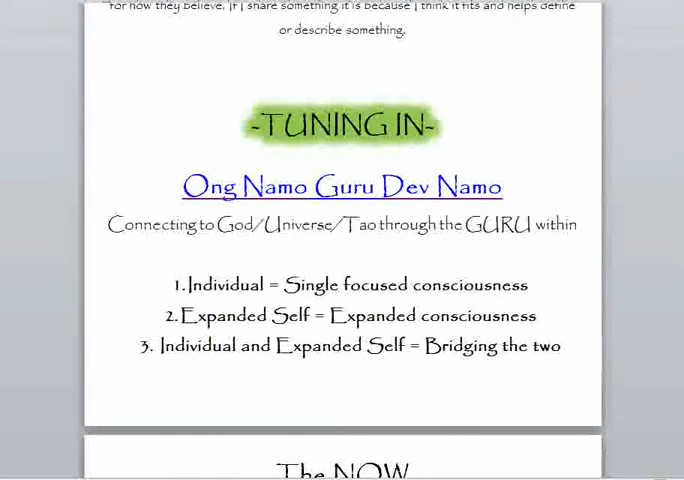 for how they believe. If I share something it is because I think it fits and helps define
or describe something.
-TUNING IN-
Ong Namo Guru Dev Namo
Connecting to God/Universe/Tao through the GURU within
1. Individual = Single focused consciousness
2. Expanded Self = Expanded consciousness
3. Individual and Expanded Self = Bridging the two
The NOW